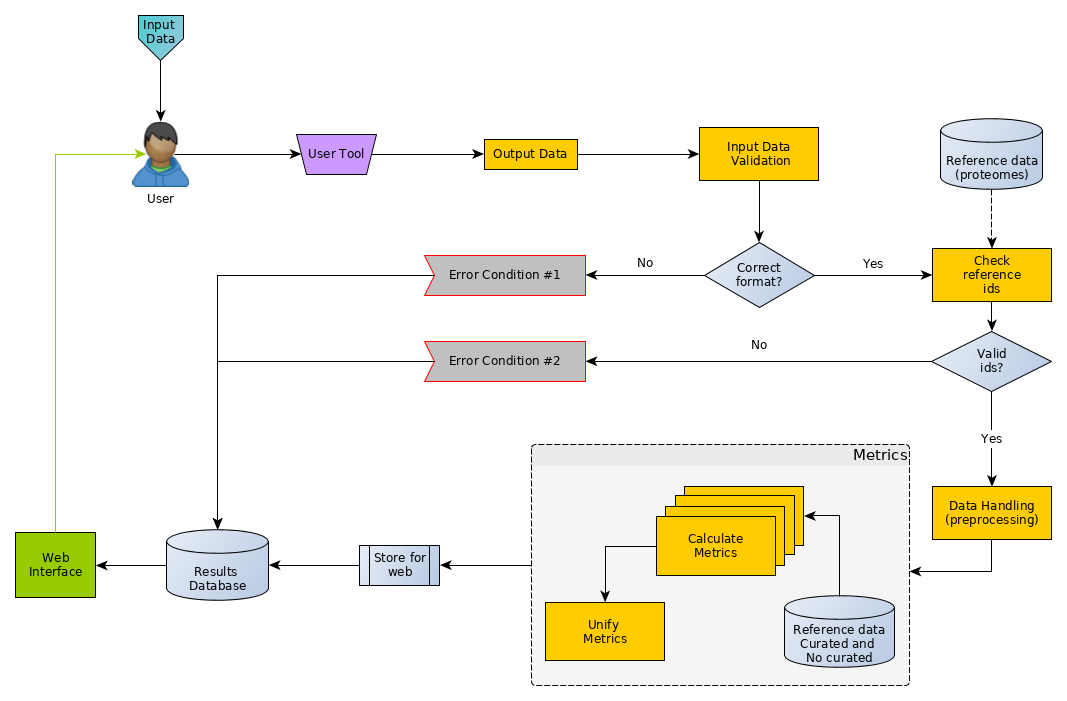 Input
Data
User
User Tool
Output Data
Input Data
Validation
Reference data
(proteomes)
Correct
format?
No
Yes
Error Condition #1
Check
reference
ids
Error Condition #2
No
Valid
ids?
Yes
Metrics
Data Handling
(preprocessing)
Calculate
Metrics
Unify
Metrics
Reference data
Curated and
No curated
Store for
web
Results
Database
Web
Interface